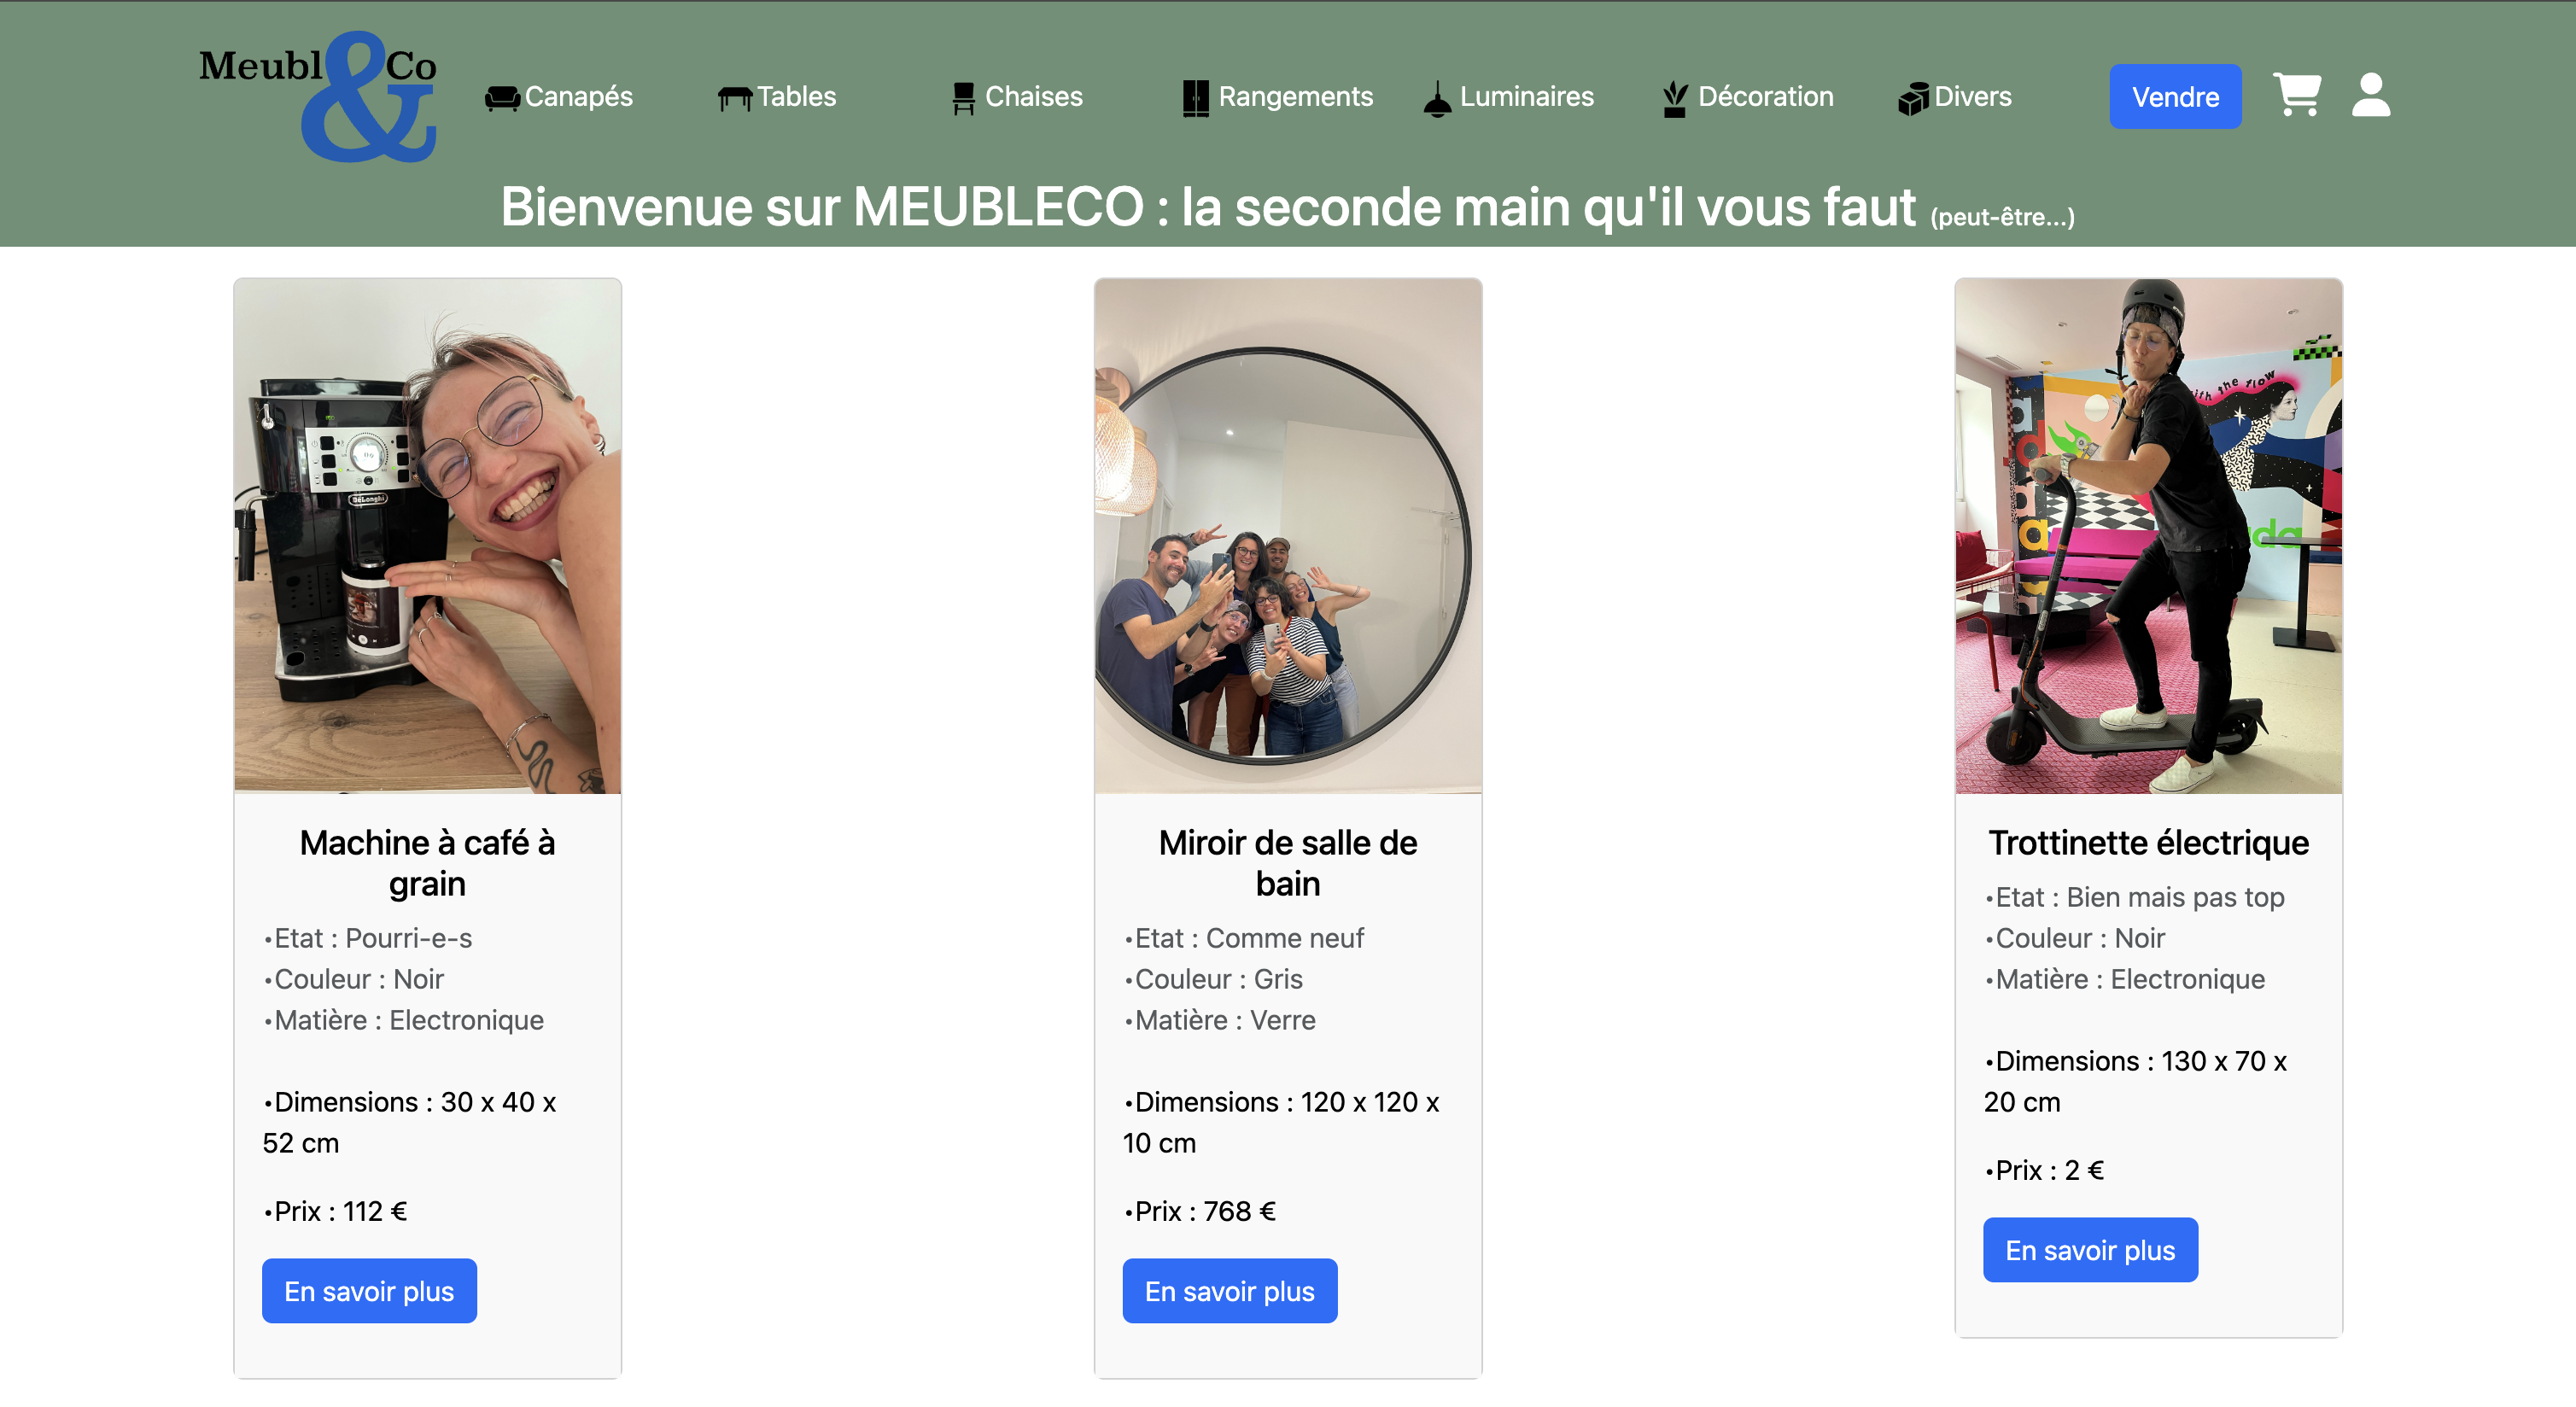 Meubl&Co
Canapés
Tables
Chaises
Rangements
Luminaires
Décoration
Divers
Vendre
Bienvenue sur MEUBLECO : la seconde main qu'il vous faut (peut-être...)
DeLonghi
with the flow
Machine à café à
grain
•Etat : Pourri-e-s
•Couleur : Noir
•Matière : Electronique
•Dimensions : 30 x 40 x
52 cm
•Prix : 112 €
En savoir plus
Miroir de salle de
bain
•Etat : Comme neuf
•Couleur : Gris
•Matière : Verre
•Dimensions : 120 x 120 x
10 cm
•Prix : 768 €
En savoir plus
Trottinette électrique
•Etat : Bien mais pas top
•Couleur : Noir
•Matière : Electronique
•Dimensions : 130 x 70 x
20 cm
•Prix : 2 €
En savoir plus